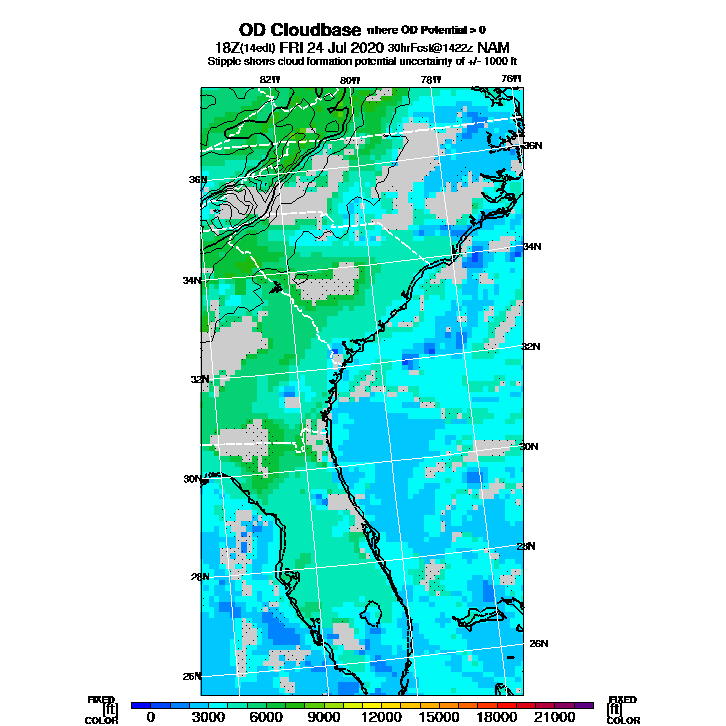 OD Cloudbase where OD Potential > 0
18Z(14edt) FRI 24 Jul 2020 30hrFcst@1422z NAM
Stipple shows cloud formation potential uncertainty of +/- 1000 ft
82W 80W 78W 76W
36N
36N
34N
34N
32N
32N
30N
30N
28N
28N
26N
26N
FIXED [ft] COLOR 0 3000 6000 9000 12000 15000 18000 21000 FIXED [ft] COLOR